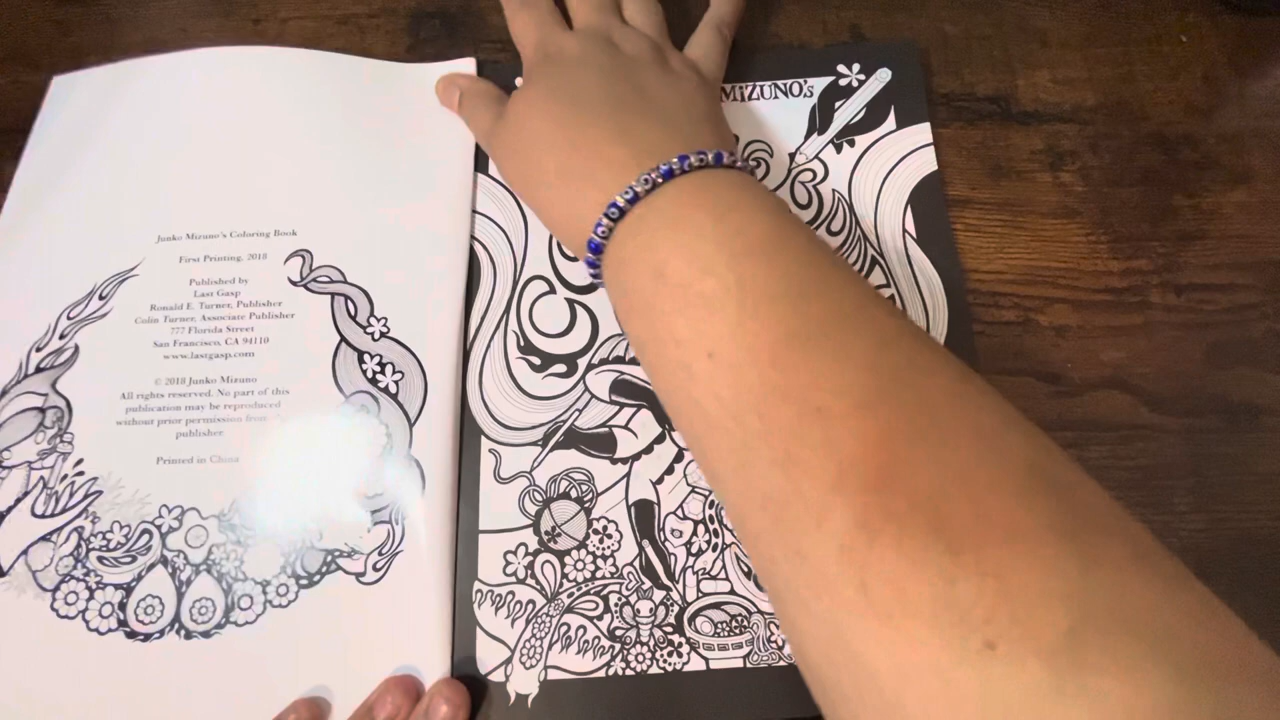 Junko Mizuno's Coloring Book
First Printing, 2018
Published by
Last Gasp
Ronald E. Turner, Publisher
Colin Turner, Associate Publisher
777 Florida Street
San Francisco, CA 94110
www.lastgasp.com
© 2018 Junko Mizuno
All rights reserved. No part of this
publication may be reproduced
without prior permission from
publisher
Printed in China
MIZUNO'S